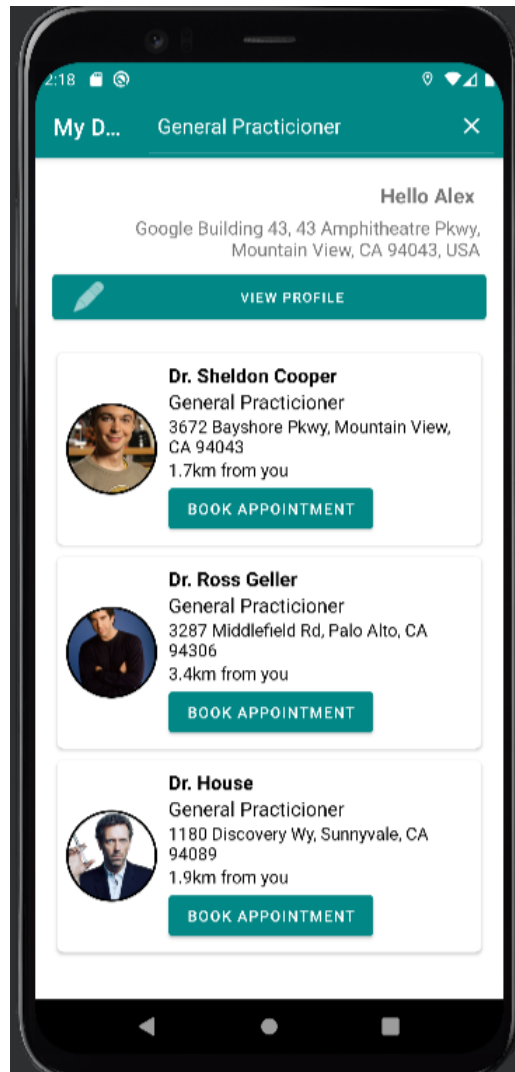 2:18
My D... General Practicioner
Hello Alex
Google Building 43, 43 Amphitheatre Pkwy,
Mountain View, CA 94043, USA
VIEW PROFILE
Dr. Sheldon Cooper
General Practicioner
3672 Bayshore Pkwy, Mountain View,
CA 94043
1.7km from you
BOOK APPOINTMENT
Dr. Ross Geller
General Practicioner
3287 Middlefield Rd, Palo Alto, CA
94306
3.4km from you
BOOK APPOINTMENT
Dr. House
General Practicioner
1180 Discovery Wy, Sunnyvale, CA
94089
1.9km from you
BOOK APPOINTMENT